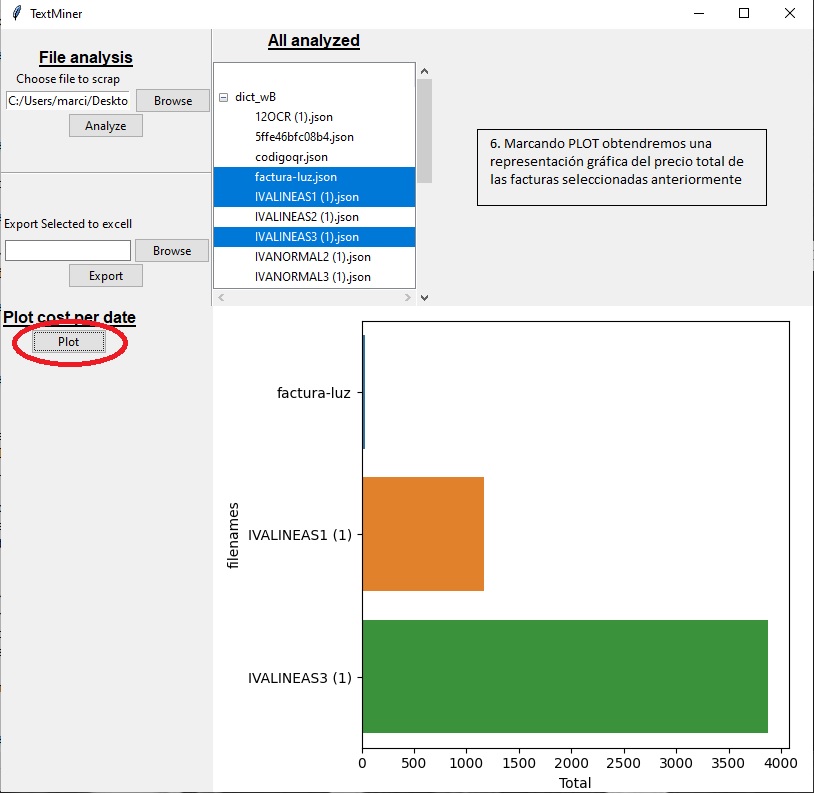 TextMiner
File analysis
Choose file to scrap
C:/Users/marci/Deskto
Browse
Analyze
Export Selected to excell
Browse
Export
Plot cost per date
Plot
All analyzed
dict_wB
12OCR (1).json
5ffe46bfc08b4.json
codigoqr.json
factura-luz.json
IVALINEAS1 (1).json
IVALINEAS2 (1).json
IVALINEAS3 (1).json
IVANORMAL2 (1).json
IVANORMAL3 (1).json
6. Marcando PLOT obtendremos una
representación gráfica del precio total de
las facturas seleccionadas anteriormente
filenames
factura-luz
IVALINEAS1 (1)
IVALINEAS3 (1)
0 500 1000 1500 2000 2500 3000 3500 4000
Total